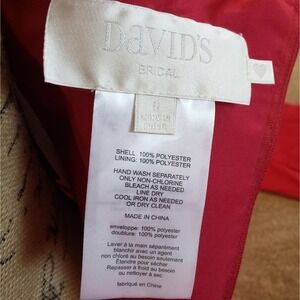 DAVID'S
BRIDAL
SHELL: 100% POLYESTER
LINING: 100% POLYESTER
HAND WASH SEPARATELY
ONLY NON-CHLORINE
BLEACH AS NEEDED
LINE DRY
COOL IRON AS NEEDED
OR DRY CLEAN
MADE IN CHINA
enveloppe: 100% polyester
doublure: 100% polyester
Laver à la main séparément
blanchir avec un agent
non chloré au besoin seulement
Étendre pour sécher
Repasser à froid au besoin
ou nettoyer à sec
fabriqué en Chine